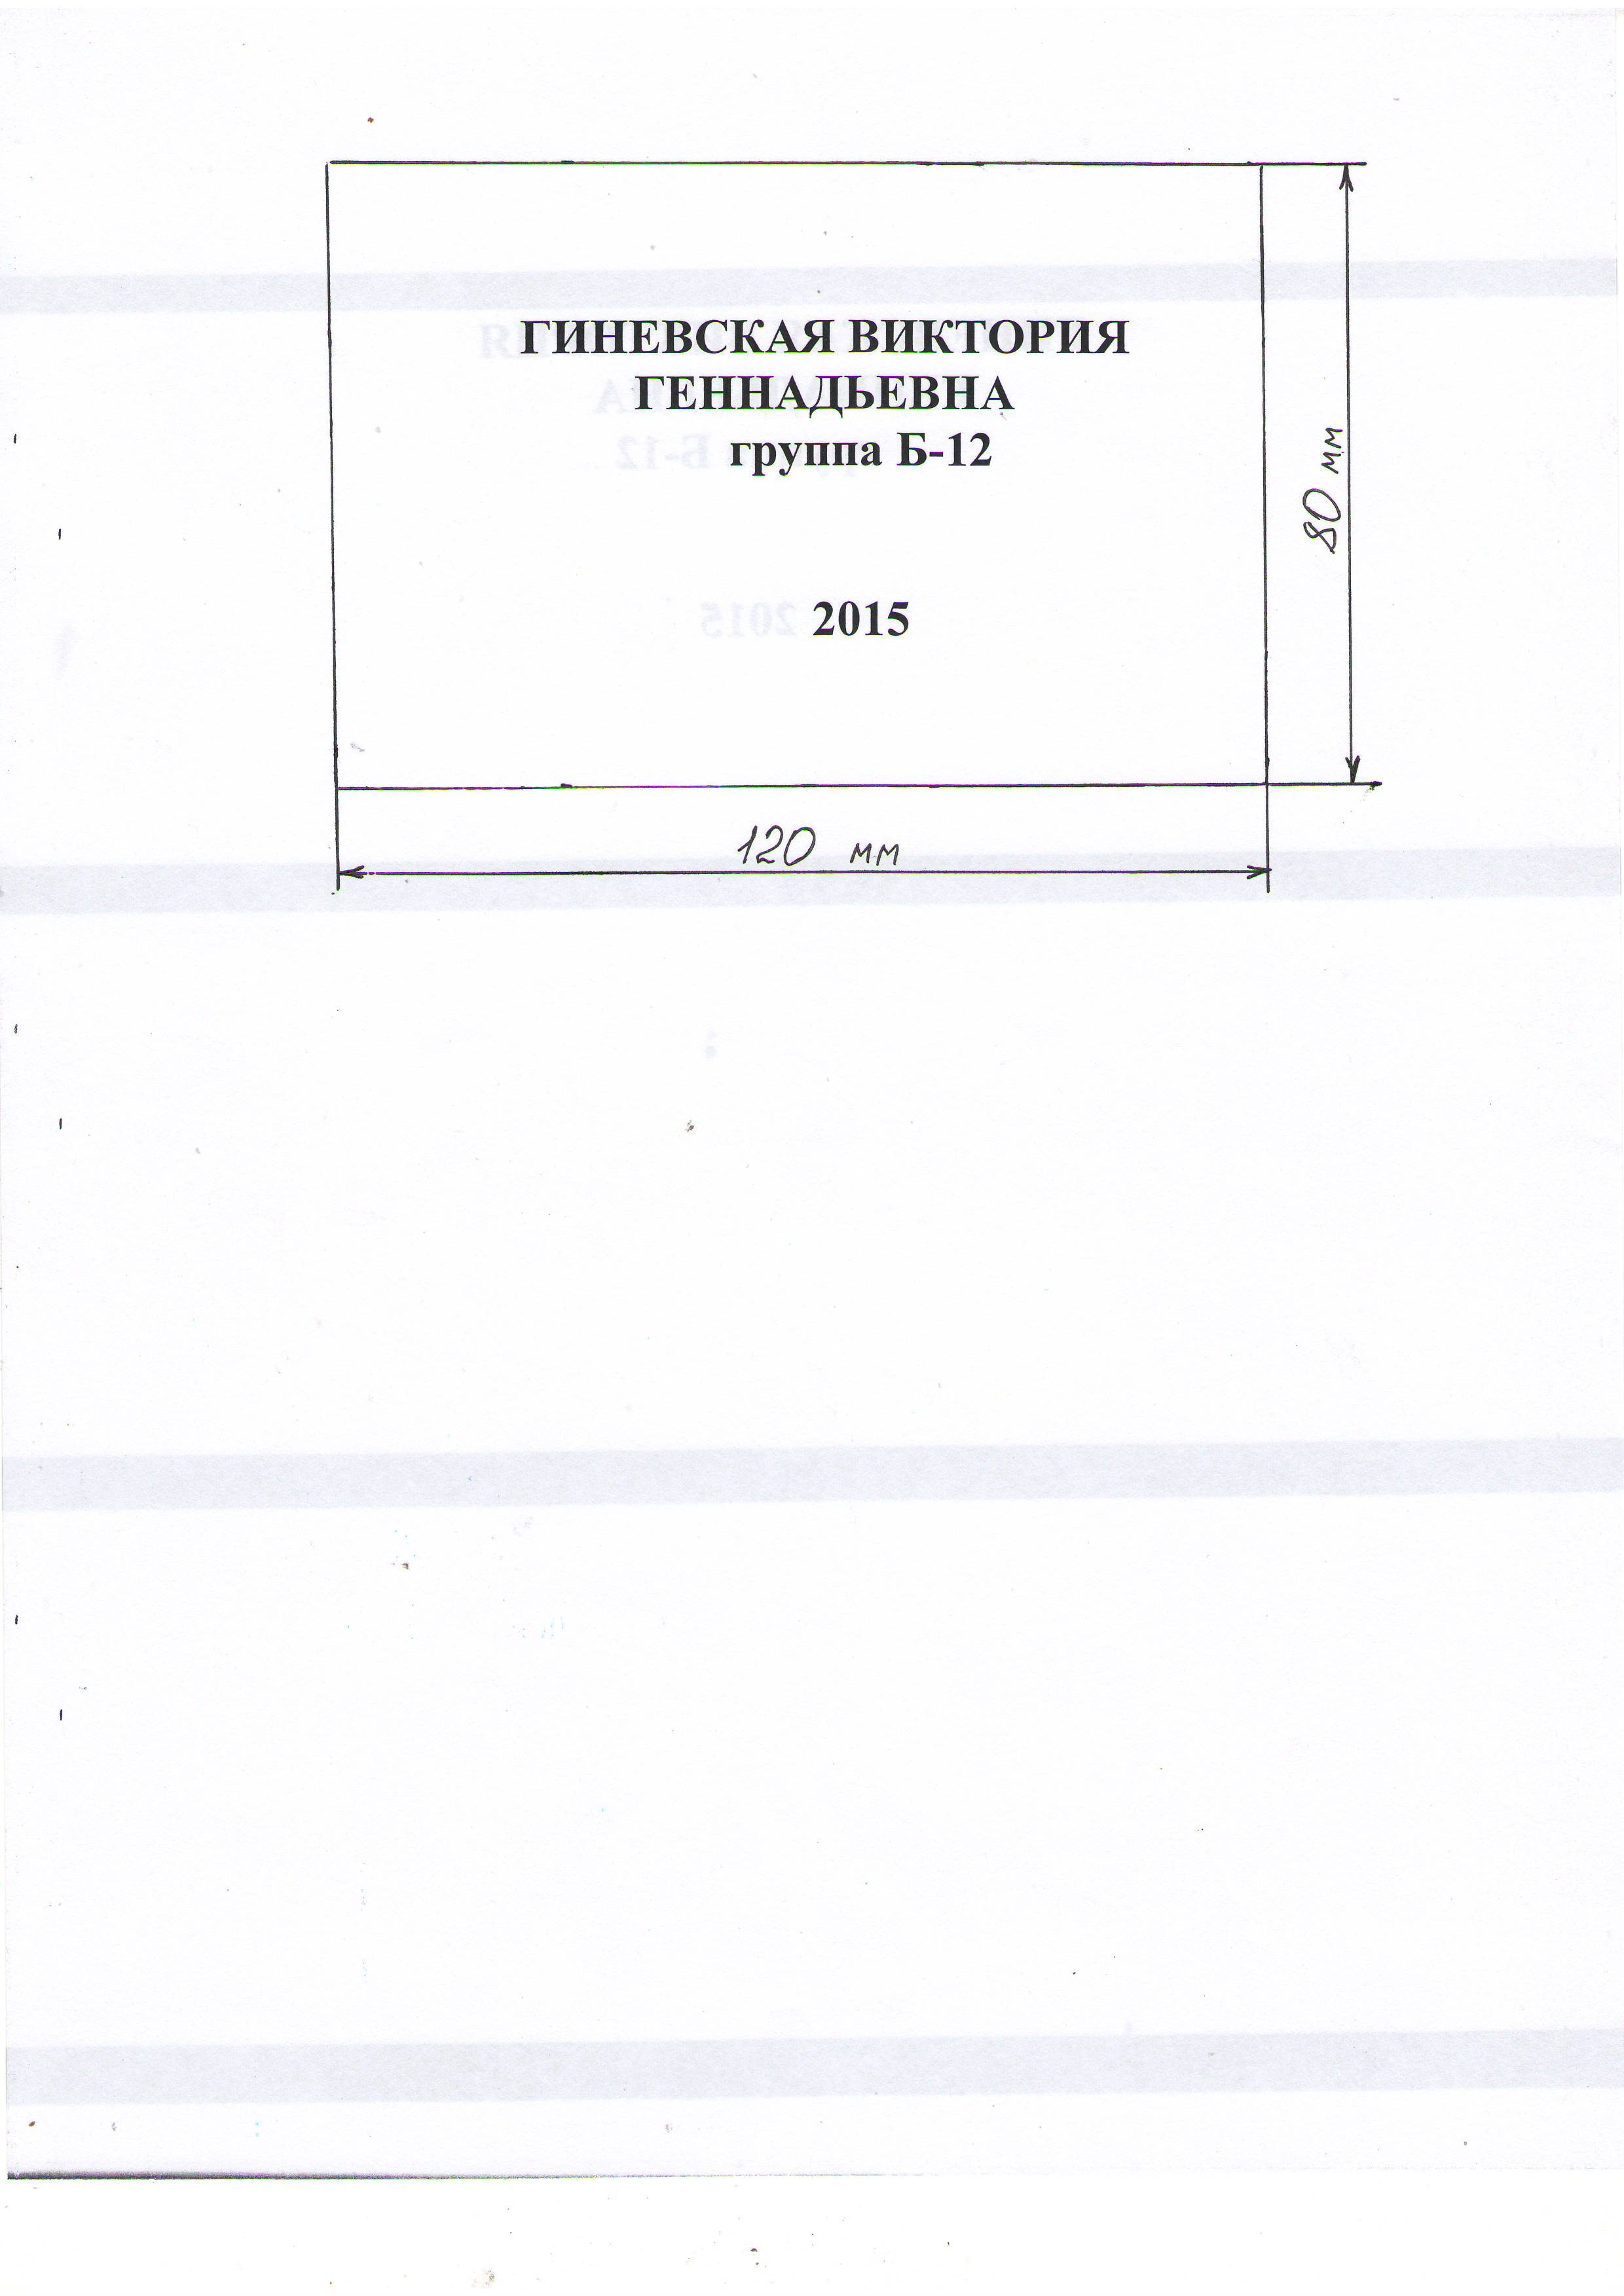 ГИНЕВСКАЯ ВИКТОРИЯ
ГЕННАДЬЕВНА
группа Б-12
2015
80 мм
120 мм